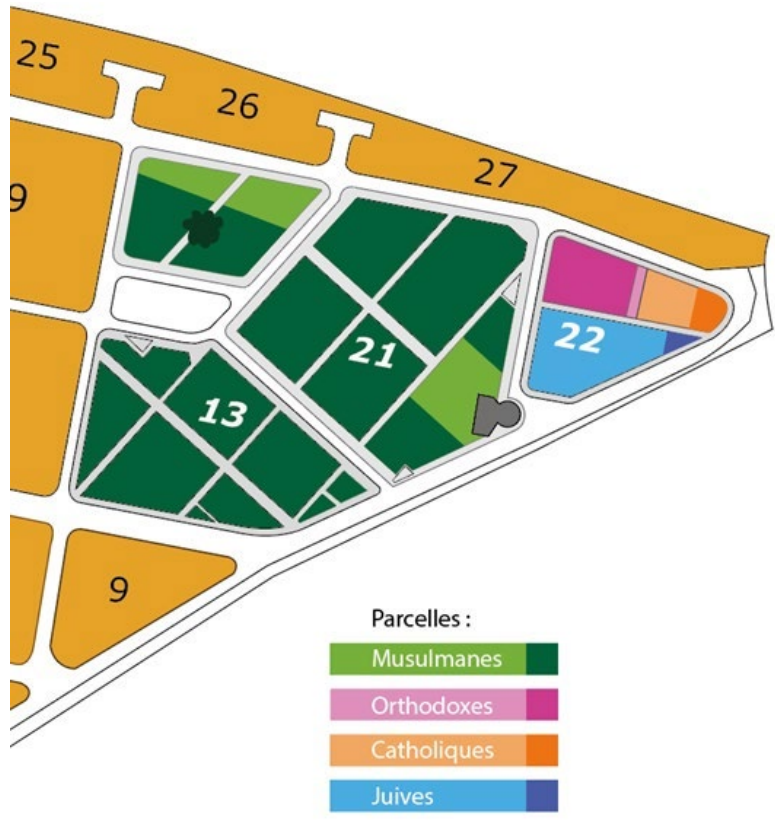 25
26
27
9
21
22
13
9
Parcelles :
Musulmanes
Orthodoxes
Catholiques
Juives